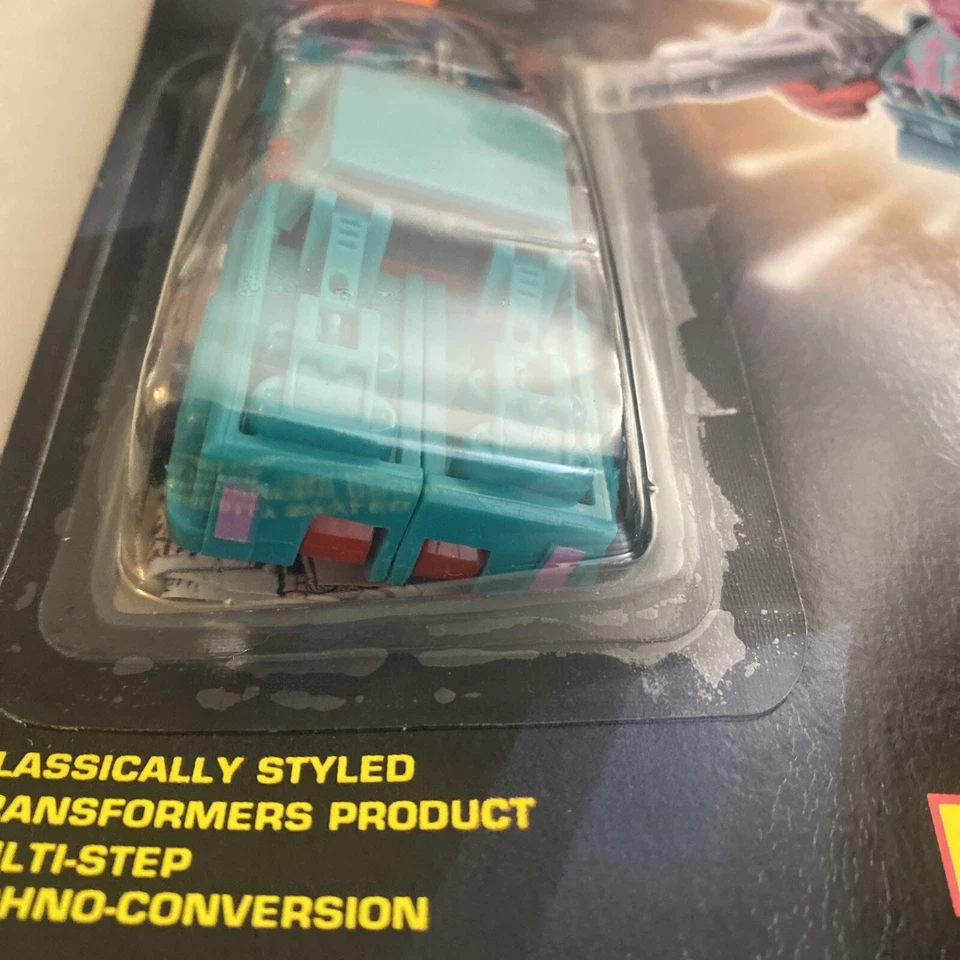 LASSICALLY STYLED
RANSFORMERS PRODUCT
LTI-STEP
HNO-CONVERSION